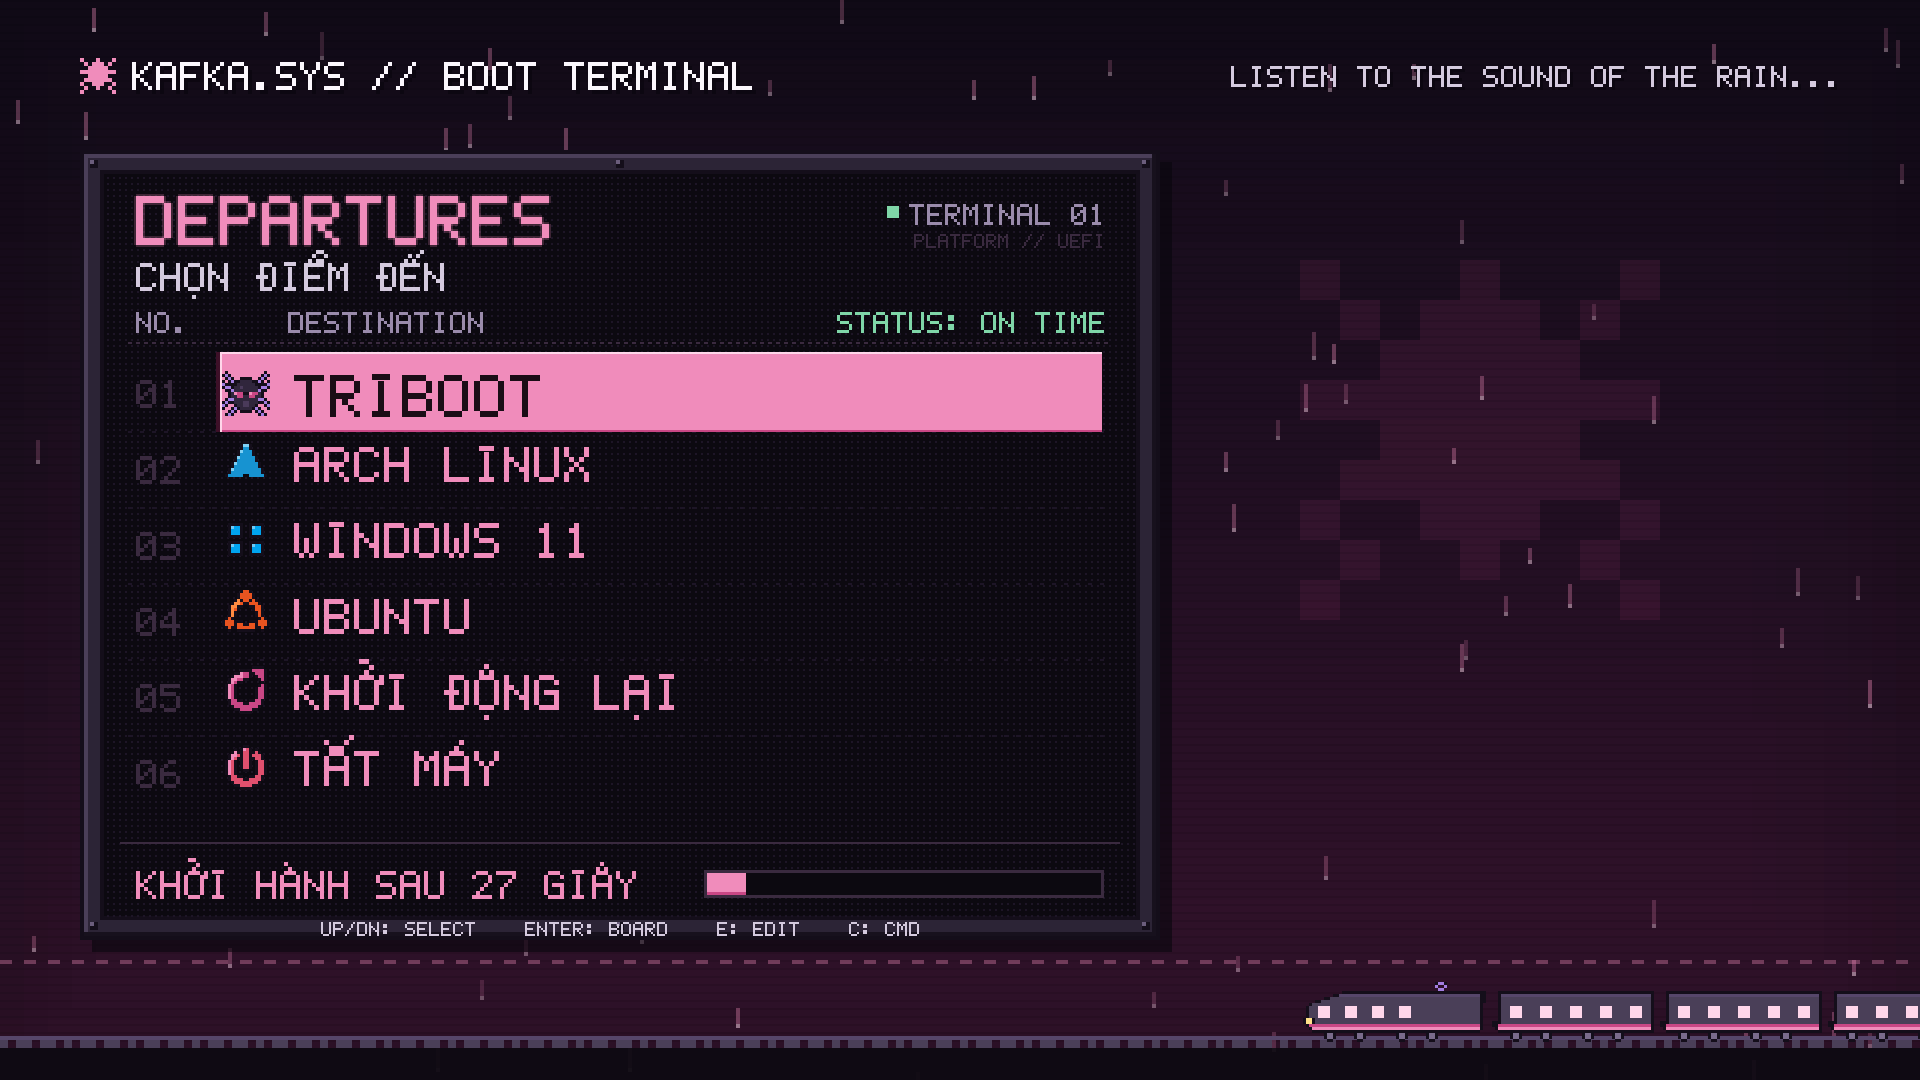 KAFKA.SYS // BOOT TERMINAL
LISTEN TO THE SOUND OF THE RAIN...
DEPARTURES
TERMINAL 01
PLATFORM // UEFI
CHỌN ĐIỂM ĐẾN
NO. DESTINATION STATUS: ON TIME
01 TRIBOOT
02 ARCH LINUX
03 WINDOWS 11
04 UBUNTU
05 KHỞI ĐỘNG LẠI
06 TẮT MÁY
KHỞI HÀNH SAU 27 GIÂY
UP/DN: SELECT ENTER: BOARD E: EDIT C: CMD